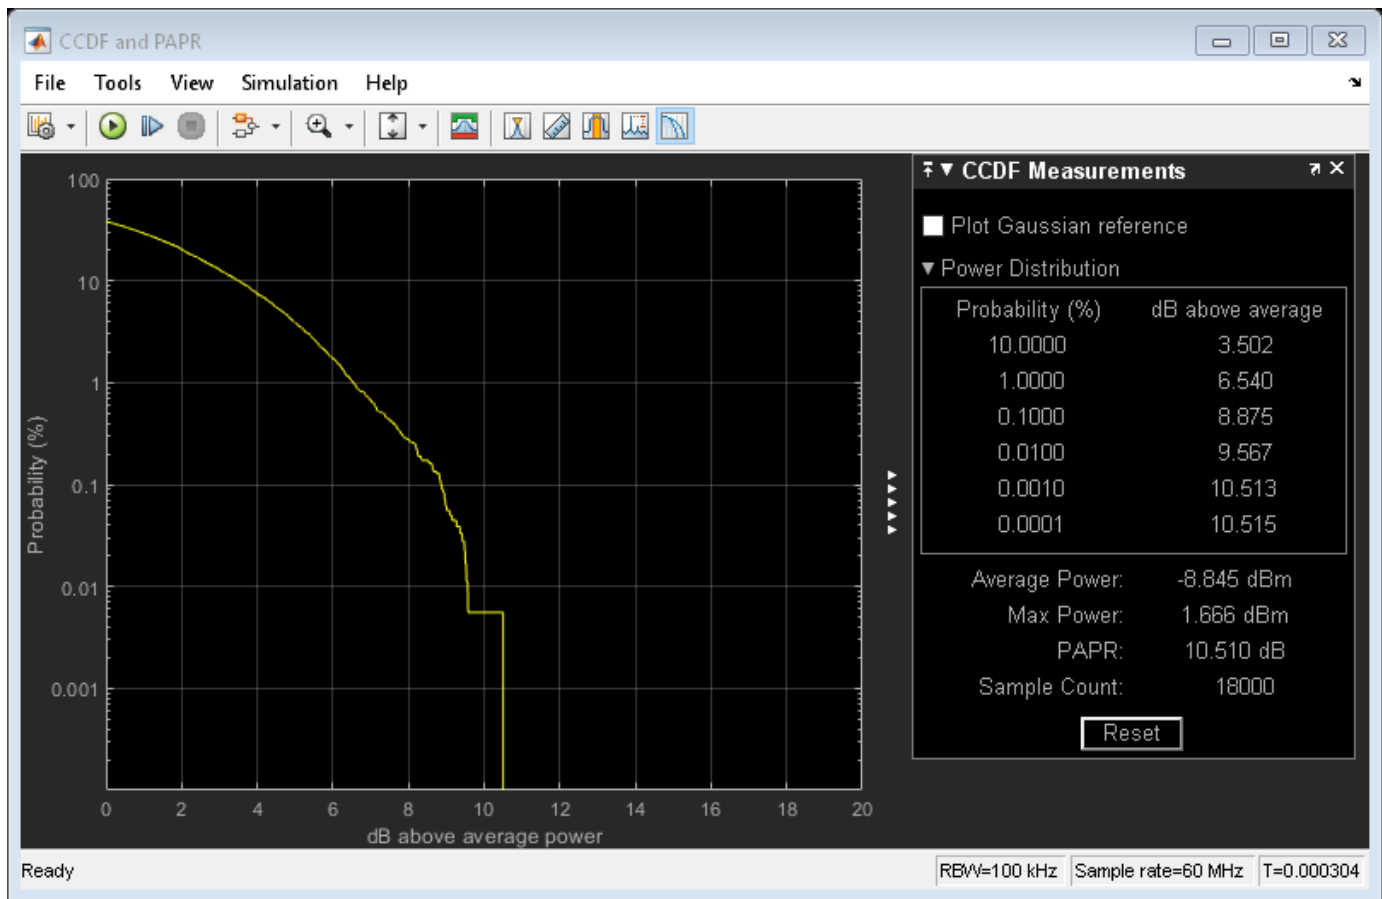 CCDF and PAPR
File Tools View Simulation Help
CCDF Measurements
Plot Gaussian reference
Power Distribution
Probability (%) dB above average
10.0000 3.502
1.0000 6.540
0.1000 8.875
0.0100 9.567
0.0010 10.513
0.0001 10.515
Average Power: -8.845 dBm
Max Power: 1.666 dBm
PAPR: 10.510 dB
Sample Count: 18000
Reset
100
10
1
0.1
0.01
0.001
Probability (%)
0 2 4 6 8 10 12 14 16 18 20
dB above average power
Ready RBW=100 kHz Sample rate=60 MHz T=0.000304